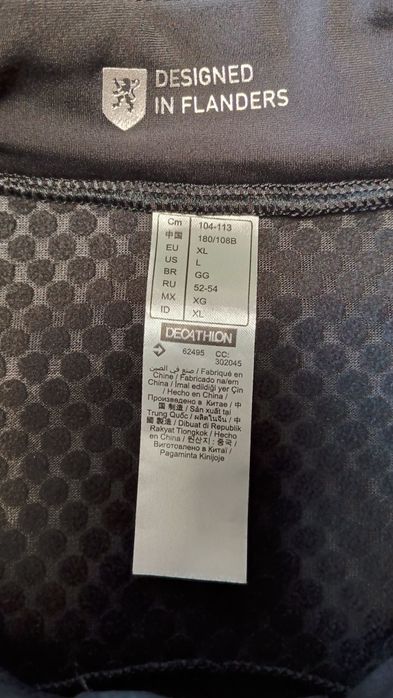 DESIGNED
IN FLANDERS
Cm 104-113
中国 180/108B
EU XL
US L
BR GG
RU 52-54
MX XG
ID XL
DECATHLON
62495 CC:
302045
صنع في الصين / Fabriqué en
Chine / Fabricado na/em
China / İmal edildiği yer Çin
/ Hecho en China /
Произведено в Китае / 中
国 制造 / Sản xuất tại
Trung Quốc / ผลิตในจีน / 中
國 製造 / Dibuat di Republik
Rakyat Tiongkok / Hecho
en China / 원산지 : 중국 /
Виготовлено в Китаї /
Pagaminta Kinijoje